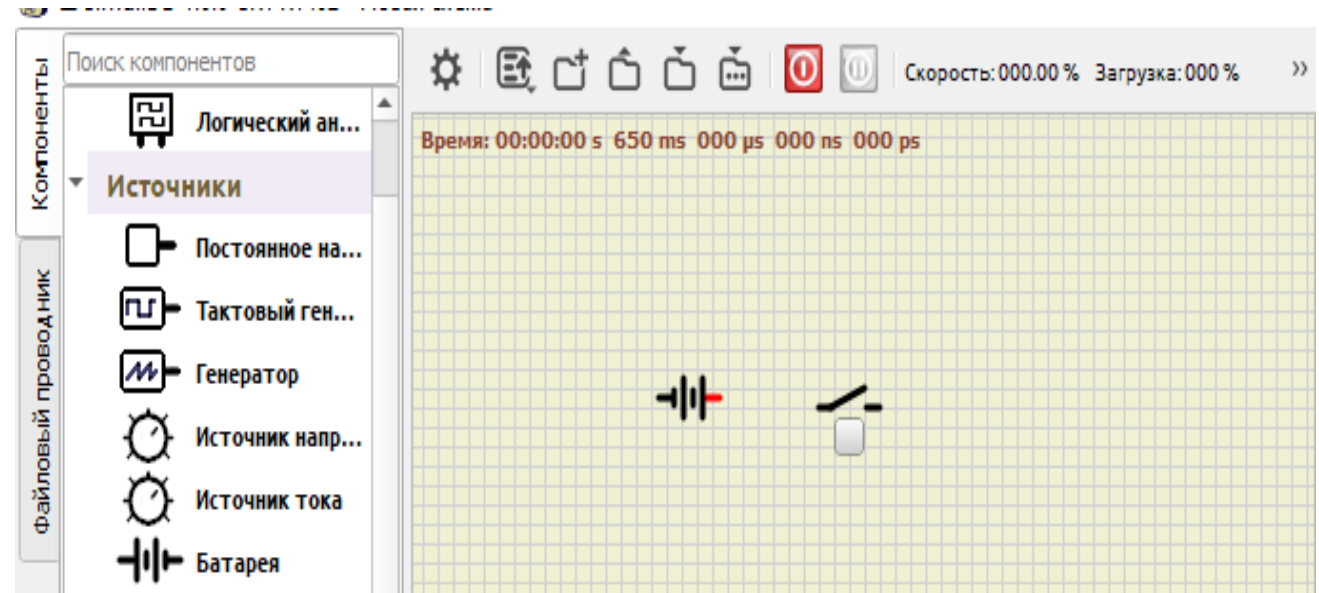 Поиск компонентов
Компоненты
Файловый проводник
Логический ан...
Источники
Постоянное на...
Тактовый ген...
Генератор
Источник напр...
Источник тока
Батарея
Скорость: 000.00 % Загрузка: 000 % »
Время: 00:00:00 s 650 ms 000 µs 000 ns 000 ps